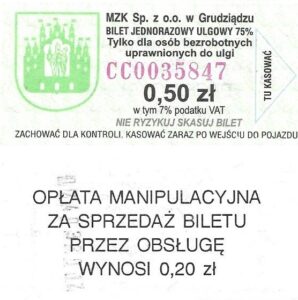 MZK Sp. z o.o. w Grudziądzu
BILET JEDNORAZOWY ULGOWY 75%
Tylko dla osób bezrobotnych
uprawnionych do ulgi
CC0035847
0,50 zł
w tym 7% podatku VAT
NIE RYZYKUJ SKASUJ BILET
TU KASOWAĆ
ZACHOWAĆ DLA KONTROLI. KASOWAĆ ZARAZ PO WEJŚCIU DO POJAZDU
OPŁATA MANIPULACYJNA
ZA SPRZEDAŻ BILETU
PRZEZ OBSŁUGĘ
WYNOSI 0,20 zł